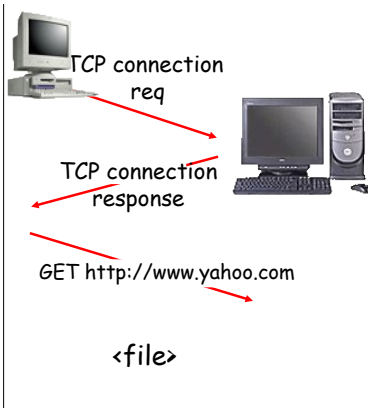 TCP connection
req
TCP connection
response
GET http://www.yahoo.com
<file>